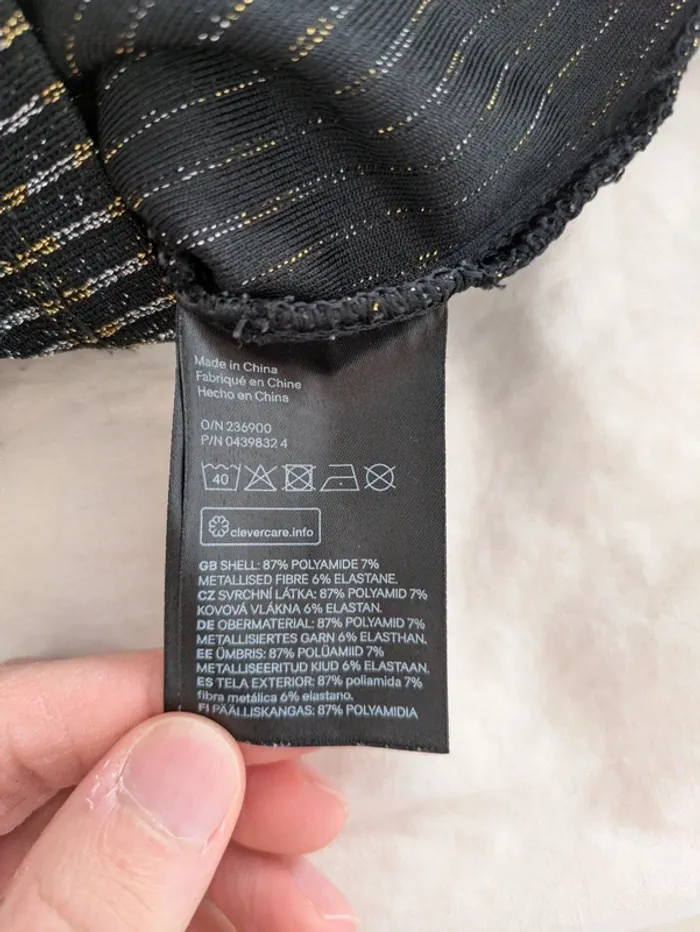 Made in China
Fabriqué en Chine
Hecho en China
O/N 236900
P/N 0439832 4
40
clevercare.info
GB SHELL: 87% POLYAMIDE 7%
METALLISED FIBRE 6% ELASTANE.
CZ SVRCHNÍ LÁTKA: 87% POLYAMID 7%
KOVOVÁ VLÁKNA 6% ELASTAN.
DE OBERMATERIAL: 87% POLYAMID 7%
METALLISIERTES GARN 6% ELASTHAN.
EE ÜMBRIS: 87% POLÜAMIID 7%
METALLISEERITUD KIUD 6% ELASTAAN.
ES TELA EXTERIOR: 87% poliamida 7%
fibra metálica 6% elastano.
FI PÄÄLLISKANGAS: 87% POLYAMIDIA